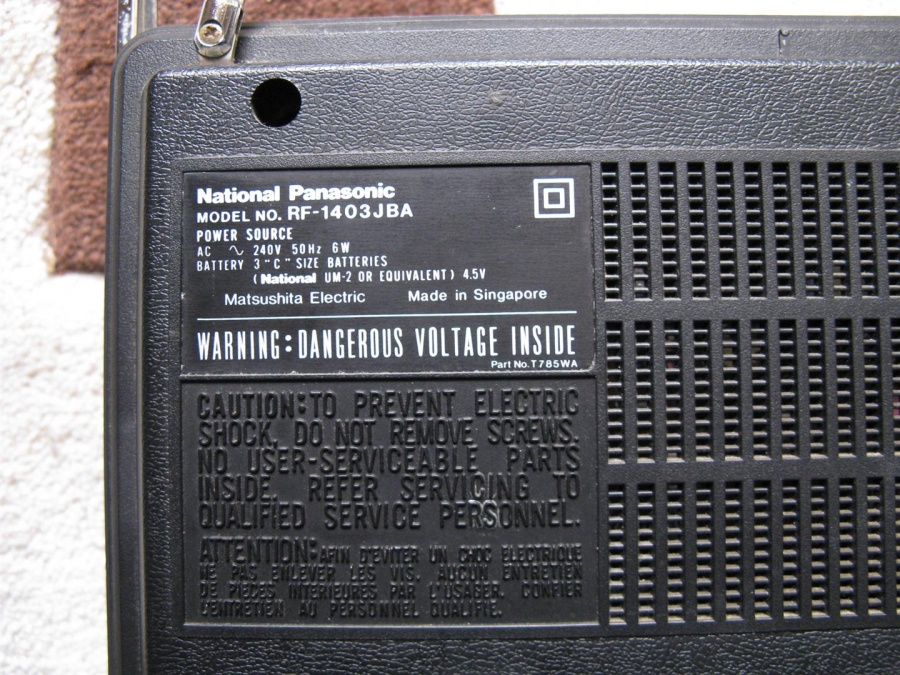 National Panasonic
MODEL NO. RF-1403JBA
POWER SOURCE
AC ∿ 240V 50Hz 6W
BATTERY 3 "C" SIZE BATTERIES
(National UM-2 OR EQUIVALENT) 4.5V
Matsushita Electric Made in Singapore
WARNING: DANGEROUS VOLTAGE INSIDE
Part No. T785WA
CAUTION: TO PREVENT ELECTRIC
SHOCK, DO NOT REMOVE SCREWS.
NO USER-SERVICEABLE PARTS
INSIDE. REFER SERVICING TO
QUALIFIED SERVICE PERSONNEL.
ATTENTION: AFIN D'EVITER UN CHOC ELECTRIQUE
NE PAS ENLEVER LES VIS. AUCUN ENTRETIEN
DE PIECES INTERIEURES PAR L'USAGER. CONFIER
L'ENTRETIEN AU PERSONNEL QUALIFIE.